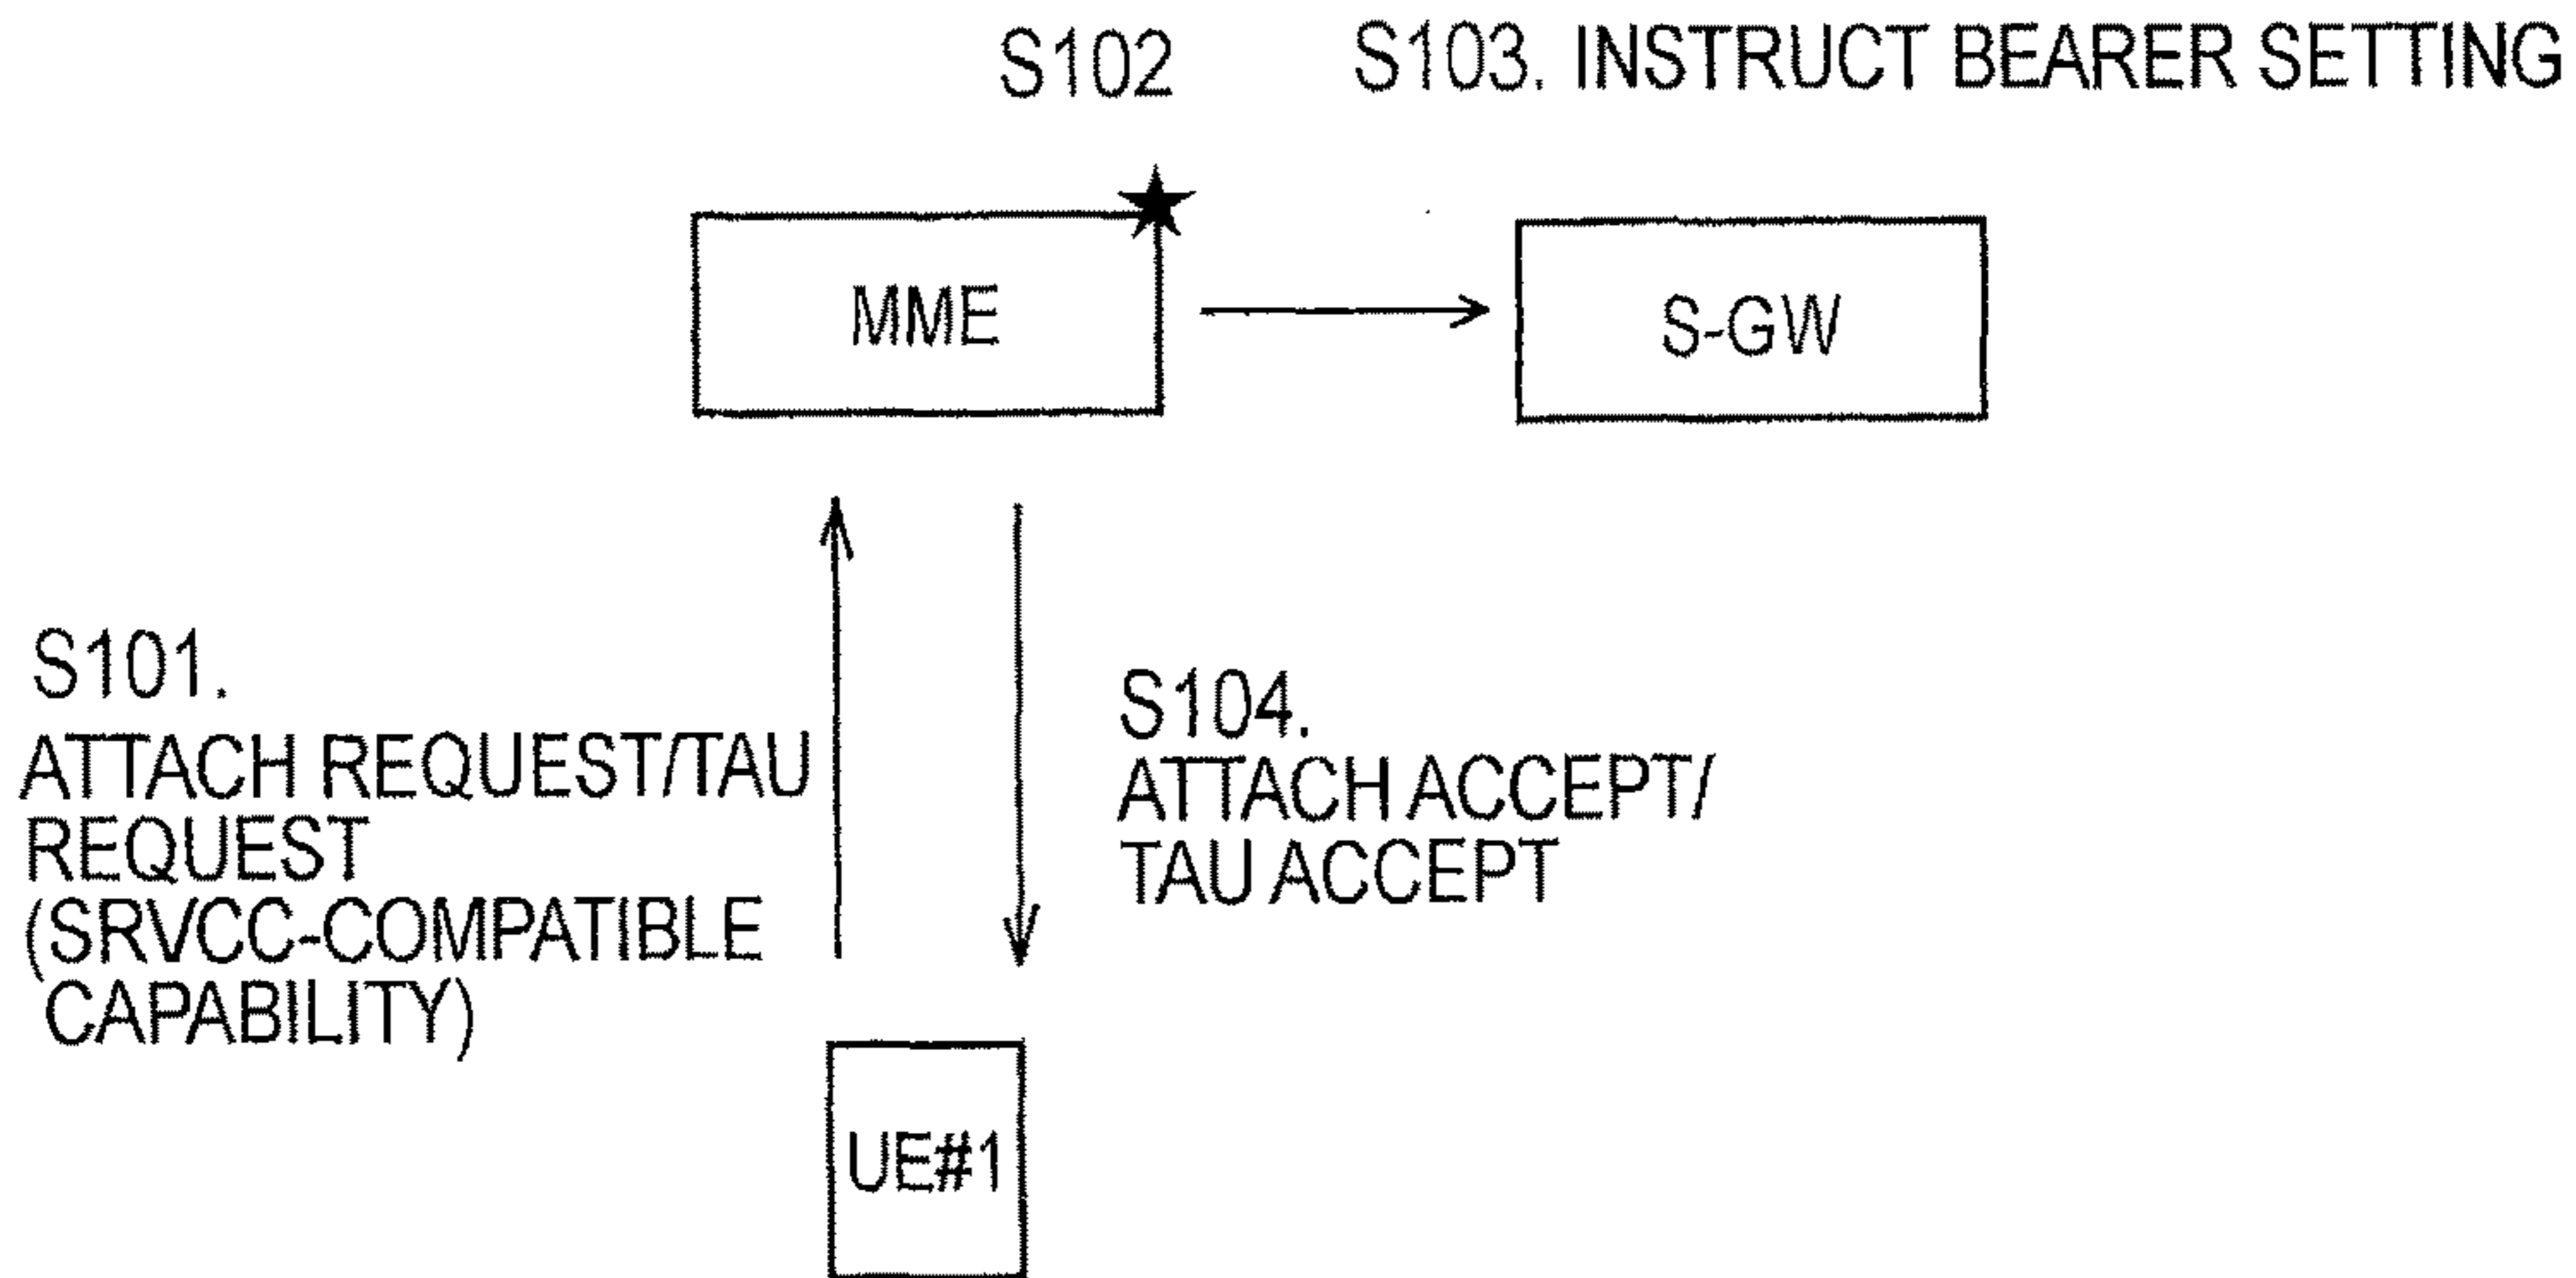 S102
S103. INSTRUCT BEARER SETTING
MME
S-GW
S101.
ATTACH REQUEST/TAU
REQUEST
(SRVCC-COMPATIBLE
CAPABILITY)
S104.
ATTACH ACCEPT/
TAU ACCEPT
UE#1